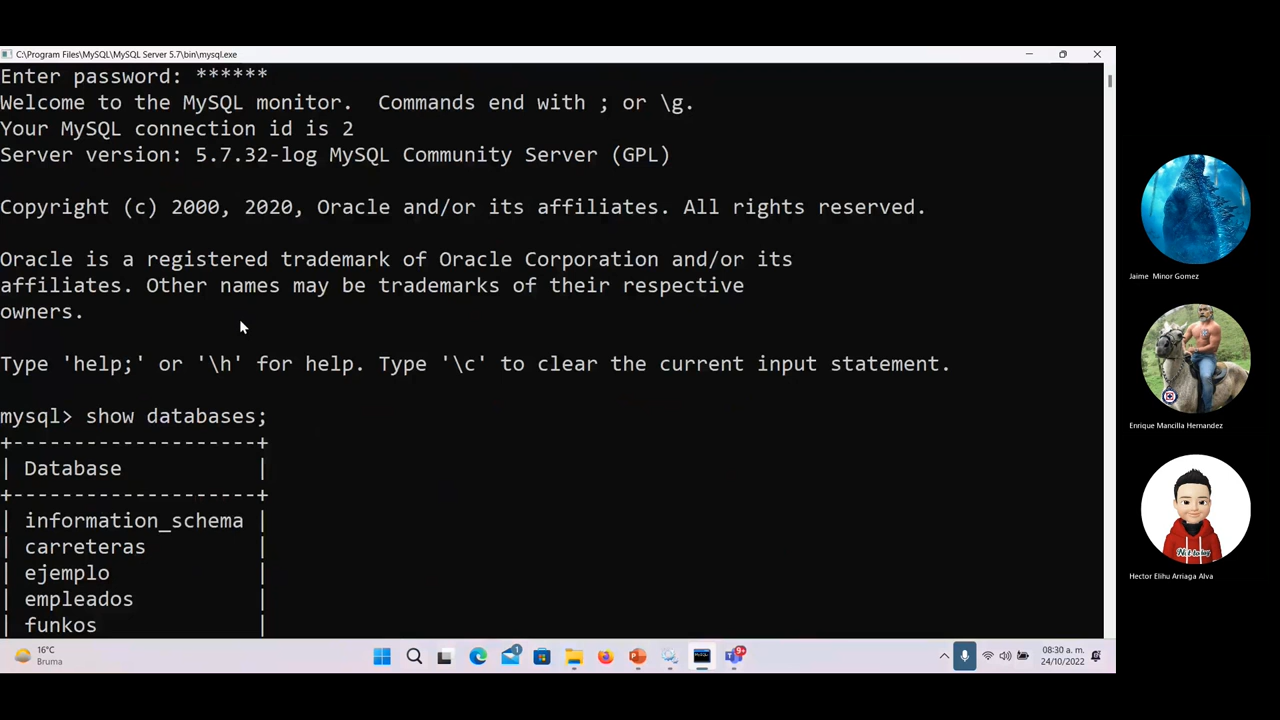 C:\Program Files\MySQL\MySQL Server 5.7\bin\mysql.exe
Enter password: ******
Welcome to the MySQL monitor.  Commands end with ; or \g.
Your MySQL connection id is 2
Server version: 5.7.32-log MySQL Community Server (GPL)
Copyright (c) 2000, 2020, Oracle and/or its affiliates. All rights reserved.
Oracle is a registered trademark of Oracle Corporation and/or its
affiliates. Other names may be trademarks of their respective
owners.
Type 'help;' or '\h' for help. Type '\c' to clear the current input statement.
mysql> show databases;
+--------------------+
| Database           |
+--------------------+
| information_schema |
| carreteras         |
| ejemplo            |
| empleados          |
| funkos             |
Jaime Minor Gomez
Enrique Mancilla Hernandez
Not today
Hector Elihu Arriaga Alva
16°C
Bruma
1
9+
08:30 a. m.
24/10/2022